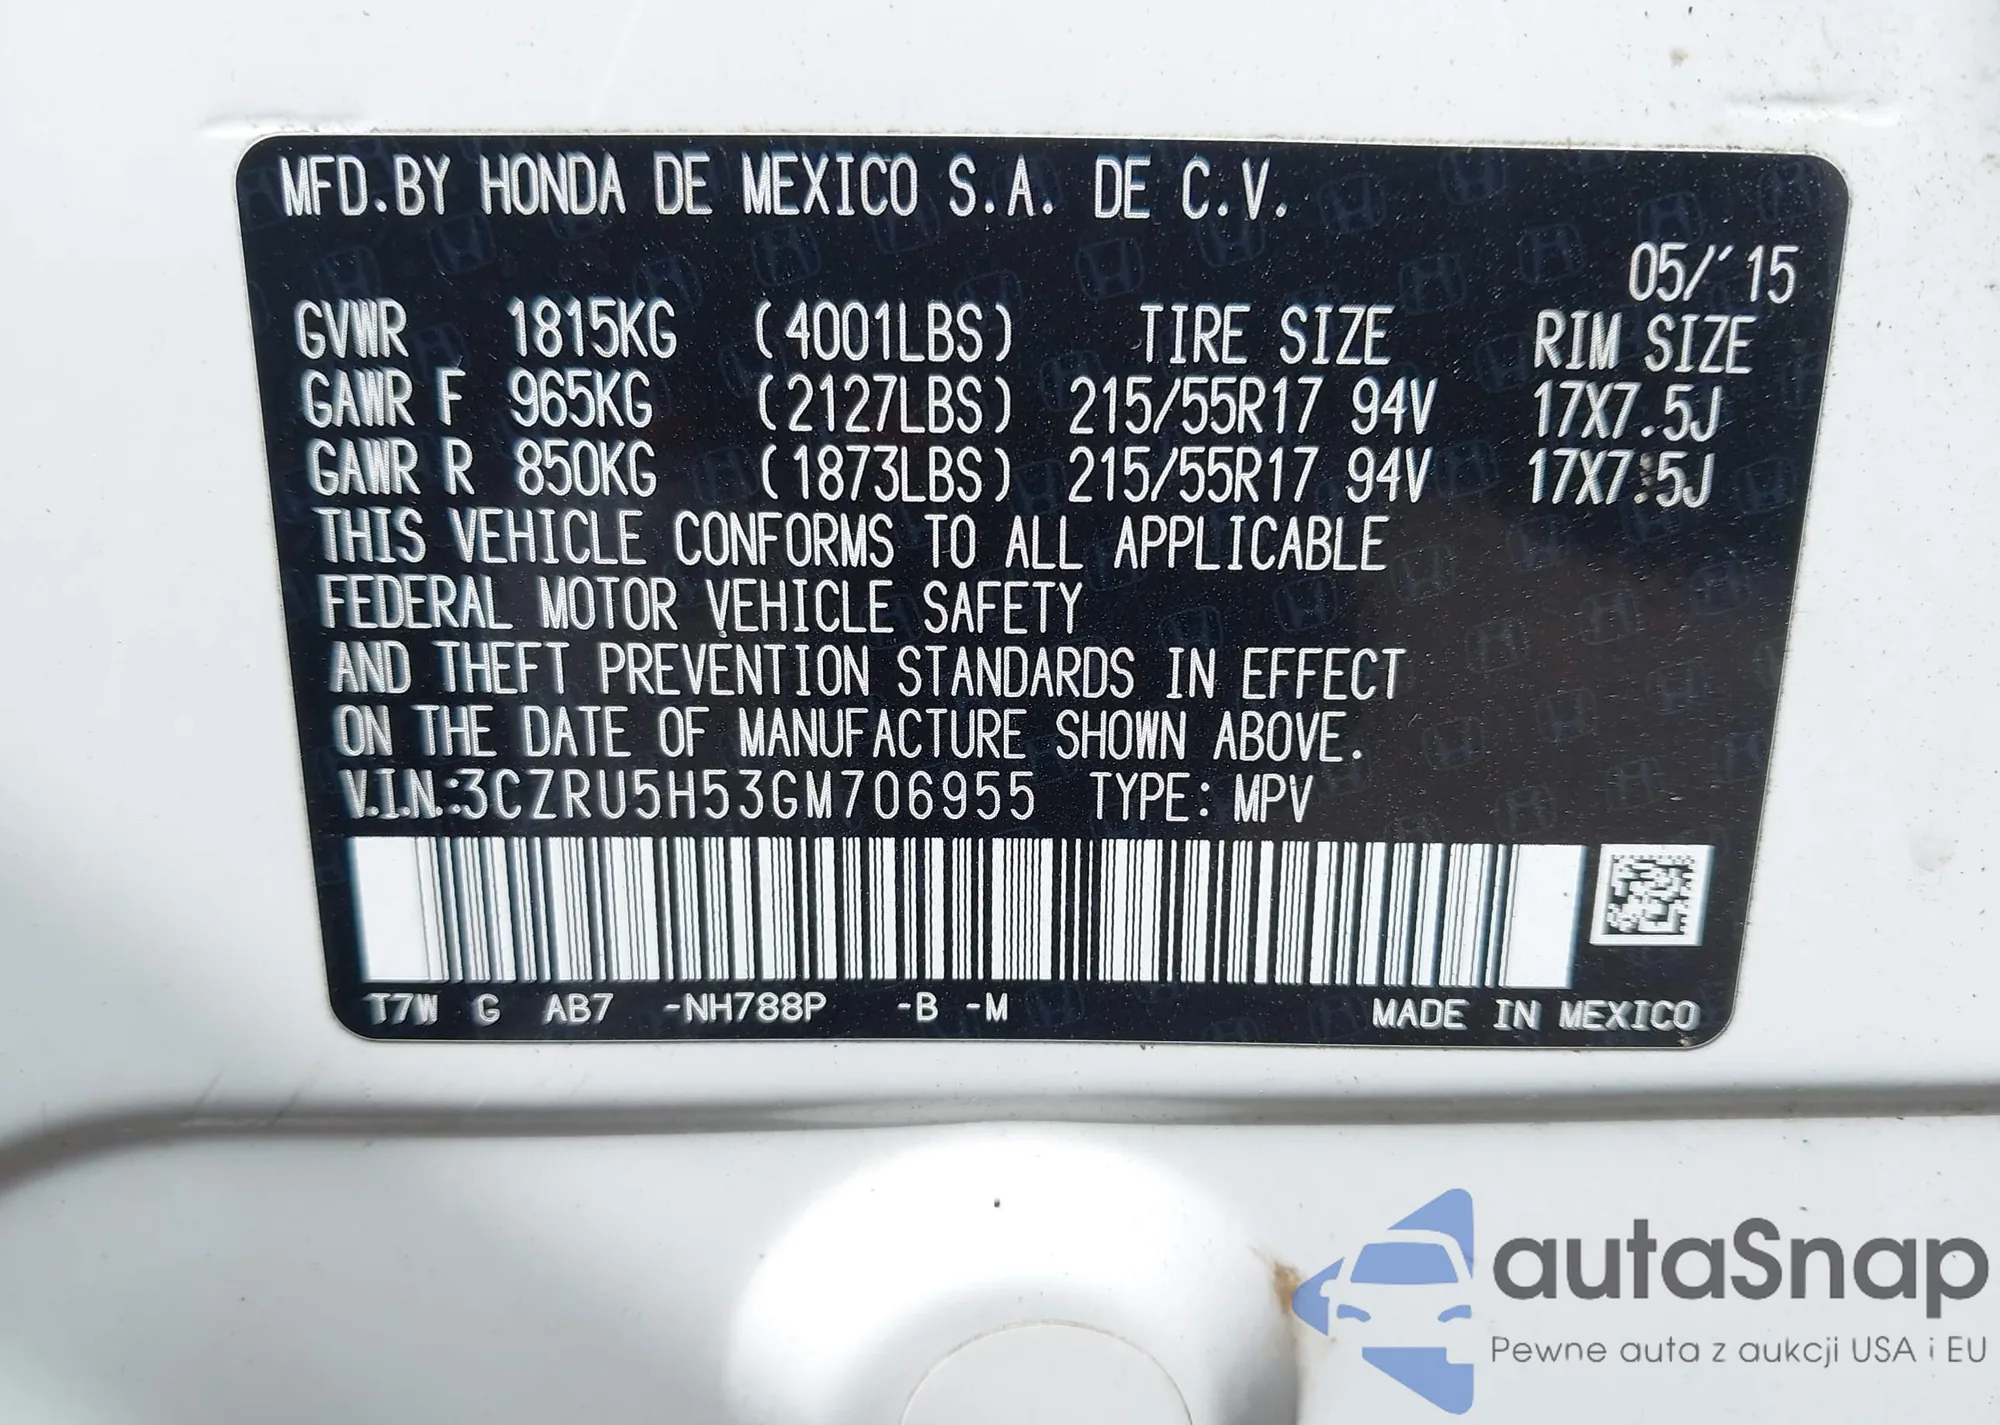 MFD.BY HONDA DE MEXICO S.A. DE C.V.
05/'15
GVWR 1815KG (4001LBS) TIRE SIZE RIM SIZE
GAWR F 965KG (2127LBS) 215/55R17 94V 17X7.5J
GAWR R 850KG (1873LBS) 215/55R17 94V 17X7.5J
THIS VEHICLE CONFORMS TO ALL APPLICABLE
FEDERAL MOTOR VEHICLE SAFETY
AND THEFT PREVENTION STANDARDS IN EFFECT
ON THE DATE OF MANUFACTURE SHOWN ABOVE.
V.I.N.:3CZRU5H53GM706955 TYPE: MPV
T7W G AB7 -NH788P -B -M MADE IN MEXICO
autaSnap
Pewne auta z aukcji USA i EU